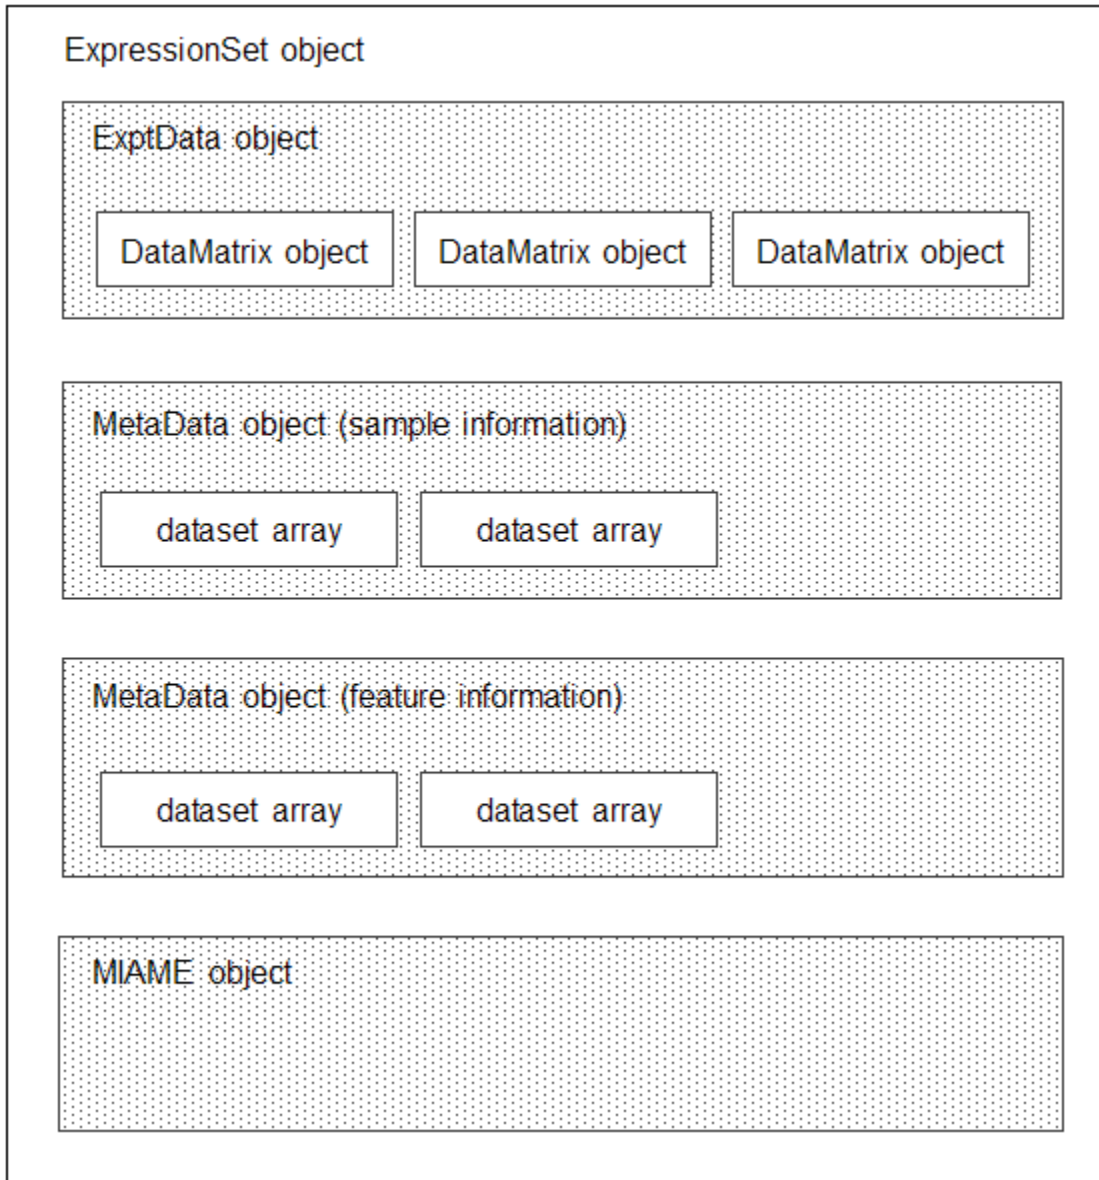 ExpressionSet object
ExptData object
DataMatrix object DataMatrix object DataMatrix object
MetaData object (sample information)
dataset array dataset array
MetaData object (feature information)
dataset array dataset array
MIAME object